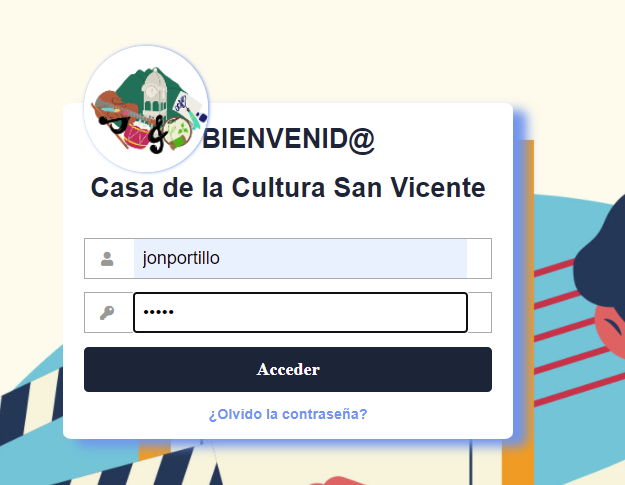 BIENVENID@
Casa de la Cultura San Vicente
jonportillo
•••••
Acceder
¿Olvido la contraseña?